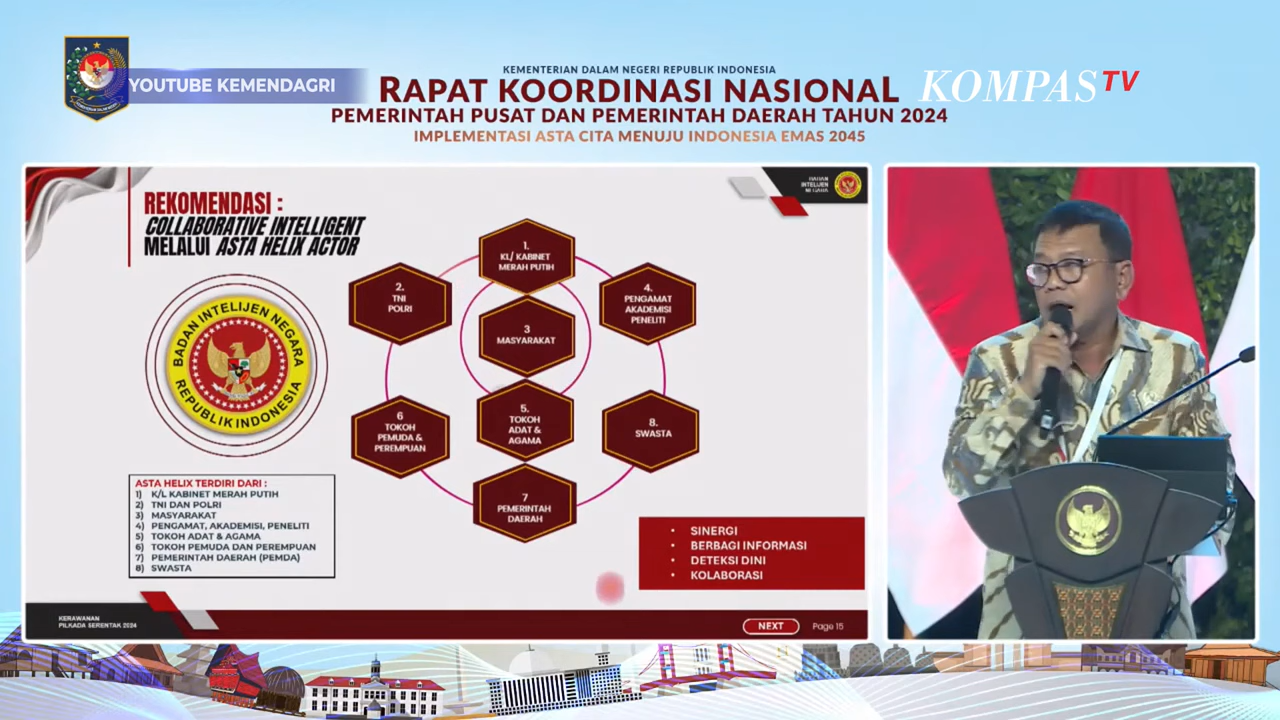 YOUTUBE KEMENDAGRI
KEMENTERIAN DALAM NEGERI REPUBLIK INDONESIA
RAPAT KOORDINASI NASIONAL
PEMERINTAH PUSAT DAN PEMERINTAH DAERAH TAHUN 2024
IMPLEMENTASI ASTA CITA MENUJU INDONESIA EMAS 2045
KOMPASTV
REKOMENDASI :
COLLABORATIVE INTELLIGENT
MELALUI ASTA HELIX ACTOR
BADAN
INTELIJEN
NEGARA
BADAN INTELIJEN NEGARA
REPUBLIK INDONESIA
1.
KL/ KABINET
MERAH PUTIH
2.
TNI
POLRI
3
MASYARAKAT
4.
PENGAMAT
AKADEMISI
PENELITI
5.
TOKOH
ADAT &
AGAMA
6
TOKOH
PEMUDA &
PEREMPUAN
7
PEMERINTAH
DAERAH
8.
SWASTA
ASTA HELIX TERDIRI DARI :
1) K/L KABINET MERAH PUTIH
2) TNI DAN POLRI
3) MASYARAKAT
4) PENGAMAT, AKADEMISI, PENELITI
5) TOKOH ADAT & AGAMA
6) TOKOH PEMUDA DAN PEREMPUAN
7) PEMERINTAH DAERAH (PEMDA)
8) SWASTA
• SINERGI
• BERBAGI INFORMASI
• DETEKSI DINI
• KOLABORASI
KERAWANAN
PILKADA SERENTAK 2024
NEXT
Page 15